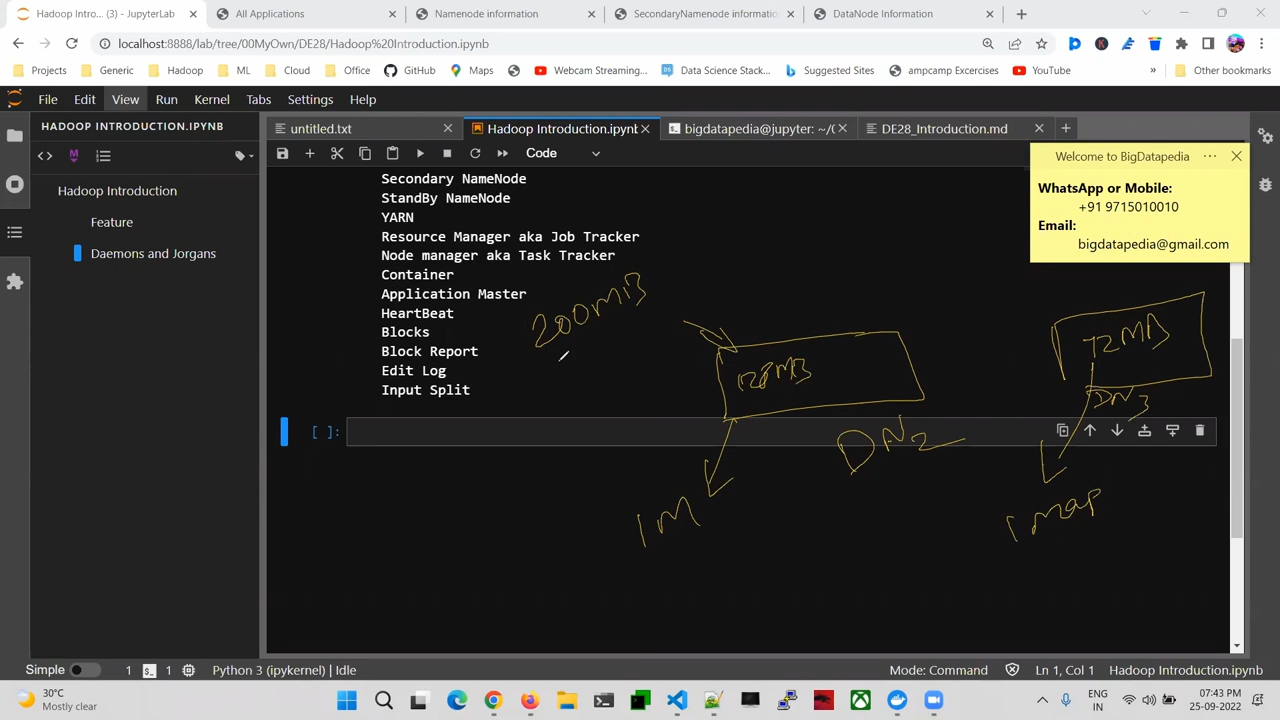 Hadoop Intro... (3) - JupyterLab
All Applications
Namenode information
SecondaryNamenode informatio
DataNode Information
localhost:8888/lab/tree/00MyOwn/DE28/Hadoop%20Introduction.ipynb
Projects
Generic
Hadoop
ML
Cloud
Office
GitHub
Maps
Webcam Streaming...
Data Science Stack...
Suggested Sites
ampcamp Excercises
YouTube
»
Other bookmarks
File Edit View Run Kernel Tabs Settings Help
HADOOP INTRODUCTION.IPYNB
untitled.txt
Hadoop Introduction.ipynt
bigdatapedia@jupyter: ~/(
DE28_Introduction.md
Code
Hadoop Introduction
Feature
Daemons and Jorgans
Secondary NameNode
StandBy NameNode
YARN
Resource Manager aka Job Tracker
Node manager aka Task Tracker
Container
Application Master
HeartBeat
Blocks
Block Report
Edit Log
Input Split
[ ]:
Welcome to BigDatapedia
WhatsApp or Mobile:
+91 9715010010
Email:
bigdatapedia@gmail.com
200MB
128MB
72MB
DN2
DN3
1M
1 map
Simple
1
1
Python 3 (ipykernel) | Idle
Mode: Command
Ln 1, Col 1
Hadoop Introduction.ipynb
30°C
Mostly clear
ENG
IN
07:43 PM
25-09-2022